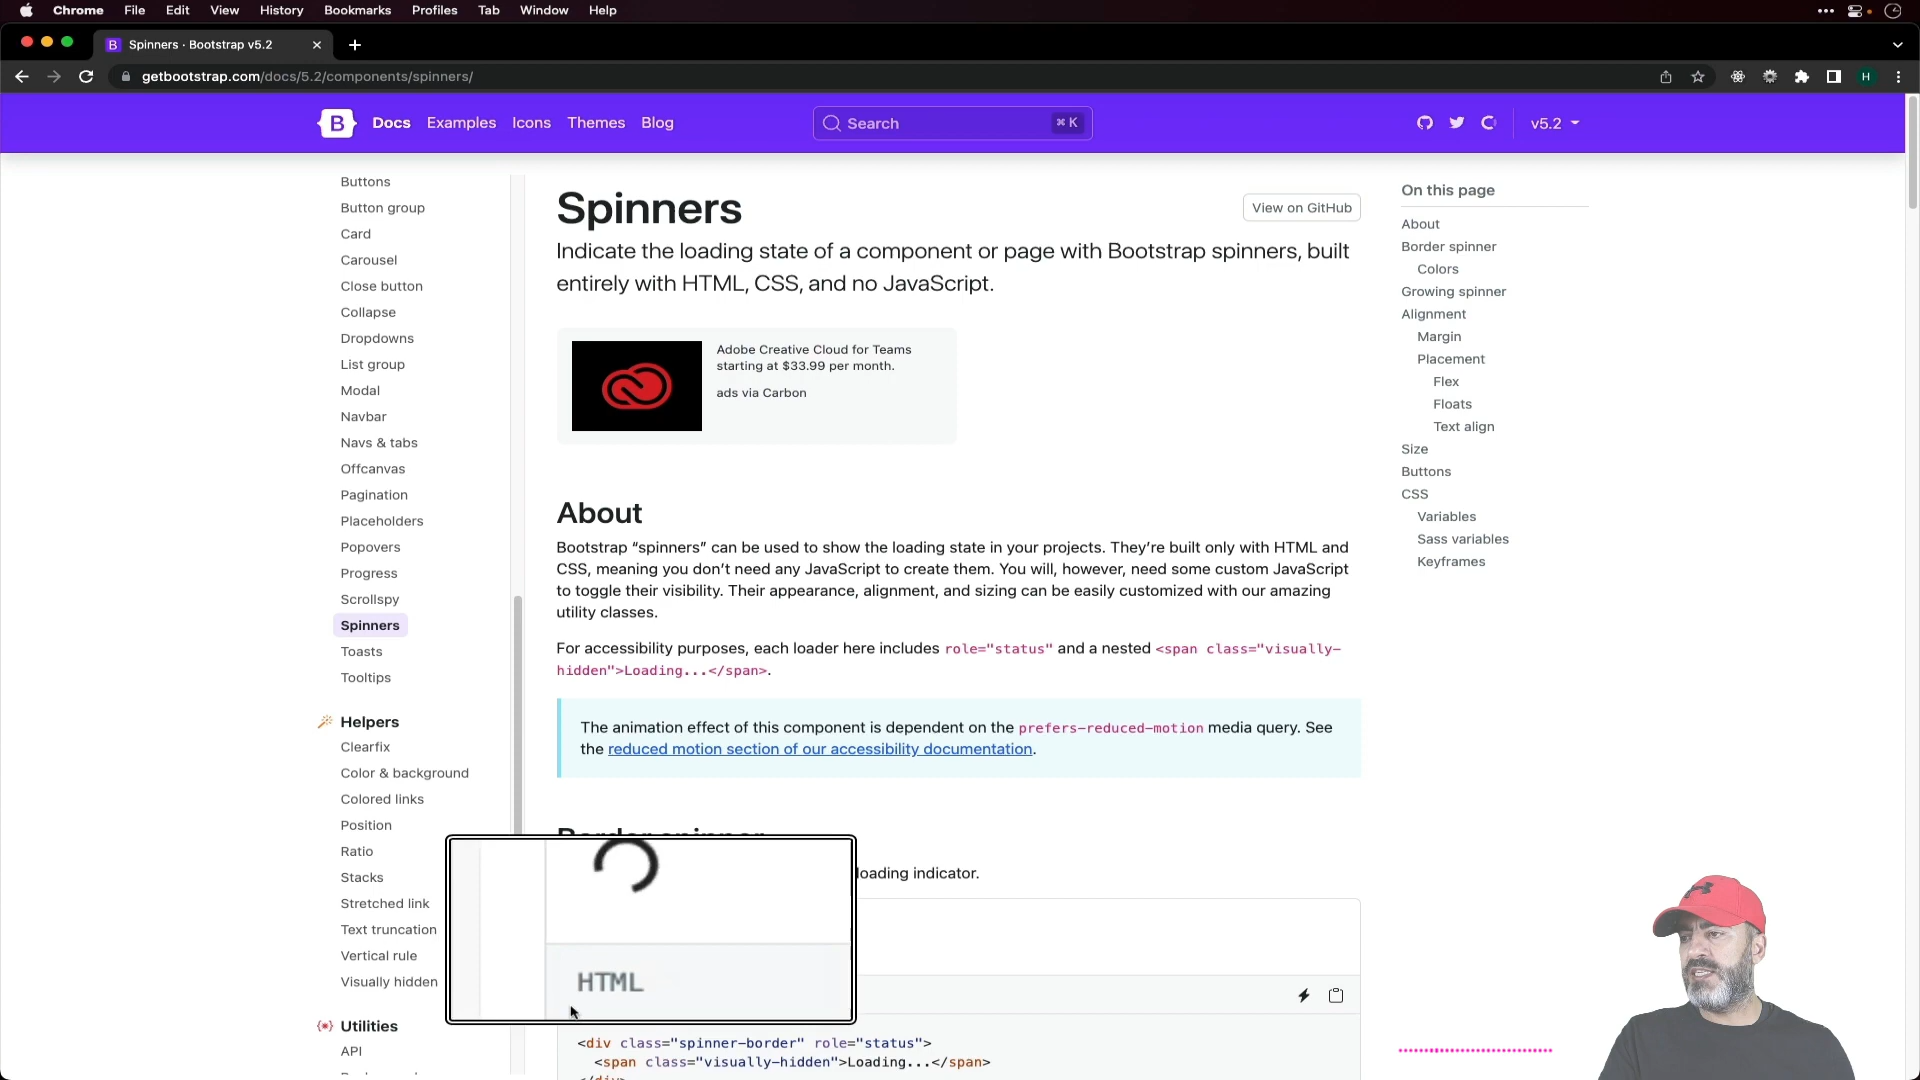 Chrome File Edit View History Bookmarks Profiles Tab Window Help
B Spinners · Bootstrap v5.2
getbootstrap.com/docs/5.2/components/spinners/
H
B Docs Examples Icons Themes Blog
Search ⌘ K
v5.2
Buttons
Button group
Card
Carousel
Close button
Collapse
Dropdowns
List group
Modal
Navbar
Navs & tabs
Offcanvas
Pagination
Placeholders
Popovers
Progress
Scrollspy
Spinners
Toasts
Tooltips
Helpers
Clearfix
Color & background
Colored links
Position
Ratio
Stacks
Stretched link
Text truncation
Vertical rule
Visually hidden
Utilities
API
Spinners
View on GitHub
Indicate the loading state of a component or page with Bootstrap spinners, built
entirely with HTML, CSS, and no JavaScript.
Adobe Creative Cloud for Teams
starting at $33.99 per month.
ads via Carbon
About
Bootstrap “spinners” can be used to show the loading state in your projects. They’re built only with HTML and
CSS, meaning you don’t need any JavaScript to create them. You will, however, need some custom JavaScript
to toggle their visibility. Their appearance, alignment, and sizing can be easily customized with our amazing
utility classes.
For accessibility purposes, each loader here includes role="status" and a nested <span class="visually-
hidden">Loading...</span>.
The animation effect of this component is dependent on the prefers-reduced-motion media query. See
the reduced motion section of our accessibility documentation.
Border spinner
loading indicator.
HTML
<div class="spinner-border" role="status">
<span class="visually-hidden">Loading...</span>
</div>
On this page
About
Border spinner
Colors
Growing spinner
Alignment
Margin
Placement
Flex
Floats
Text align
Size
Buttons
CSS
Variables
Sass variables
Keyframes